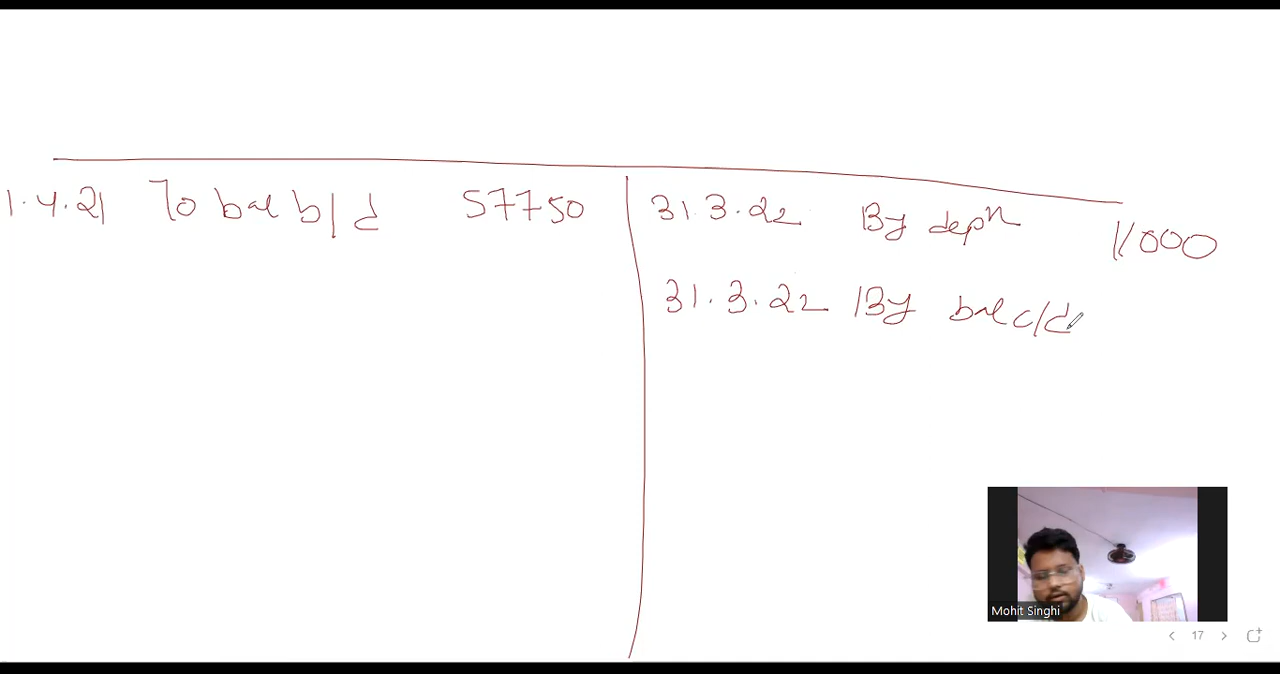 1.4.21 To bal b/d 57750
31.3.22 By depn 11000
31.3.22 By bal c/d
Mohit Singhi
17